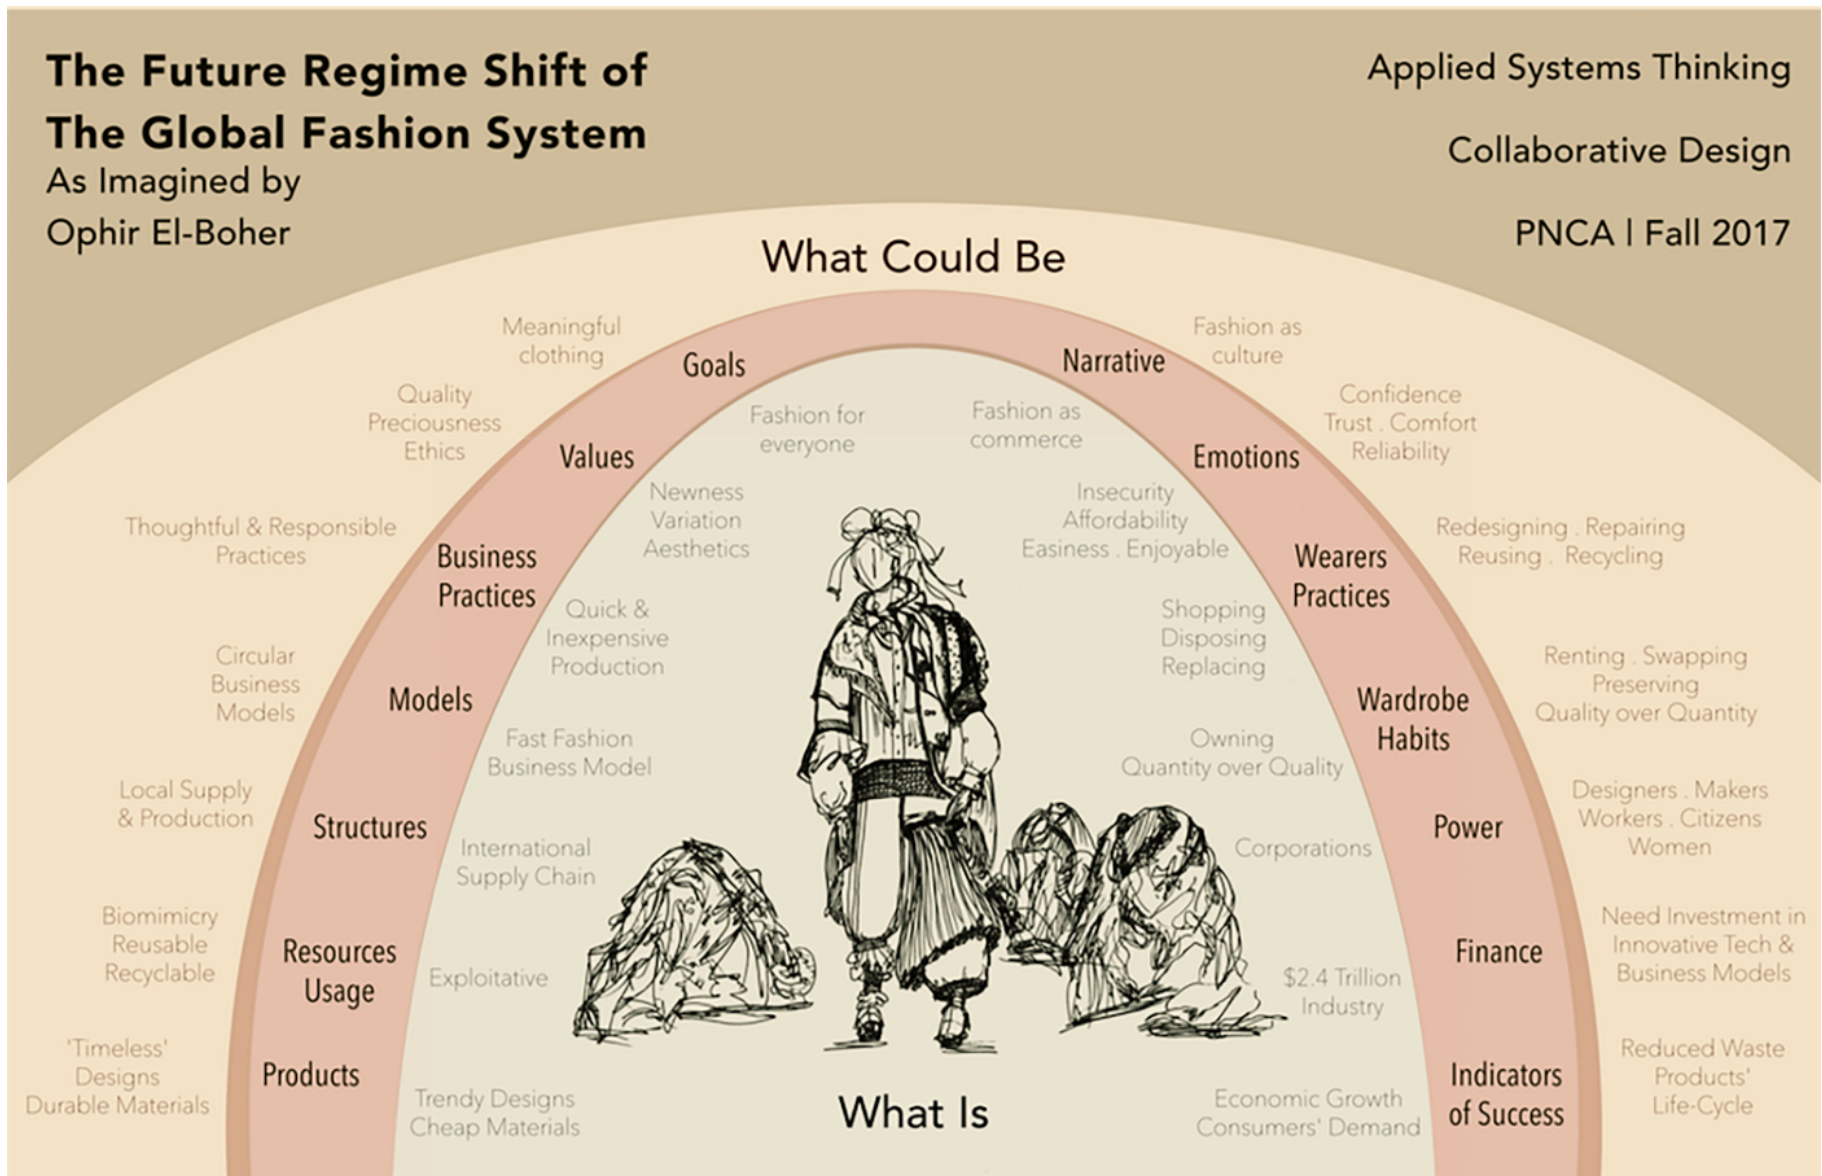 The Future Regime Shift of
The Global Fashion System
As Imagined by
Ophir El-Boher
Applied Systems Thinking
Collaborative Design
PNCA | Fall 2017
What Could Be
Meaningful
clothing
Quality
Preciousness
Ethics
Thoughtful & Responsible
Practices
Circular
Business
Models
Local Supply
& Production
Biomimicry
Reusable
Recyclable
'Timeless'
Designs
Durable Materials
Goals
Values
Business
Practices
Models
Structures
Resources
Usage
Products
Fashion for
everyone
Newness
Variation
Aesthetics
Quick &
Inexpensive
Production
Fast Fashion
Business Model
International
Supply Chain
Exploitative
Trendy Designs
Cheap Materials
What Is
Fashion as
commerce
Insecurity
Affordability
Easiness . Enjoyable
Shopping
Disposing
Replacing
Owning
Quantity over Quality
Corporations
$2.4 Trillion
Industry
Economic Growth
Consumers' Demand
Narrative
Emotions
Wearers
Practices
Wardrobe
Habits
Power
Finance
Indicators
of Success
Fashion as
culture
Confidence
Trust . Comfort
Reliability
Redesigning . Repairing
Reusing . Recycling
Renting . Swapping
Preserving
Quality over Quantity
Designers . Makers
Workers . Citizens
Women
Need Investment in
Innovative Tech &
Business Models
Reduced Waste
Products'
Life-Cycle